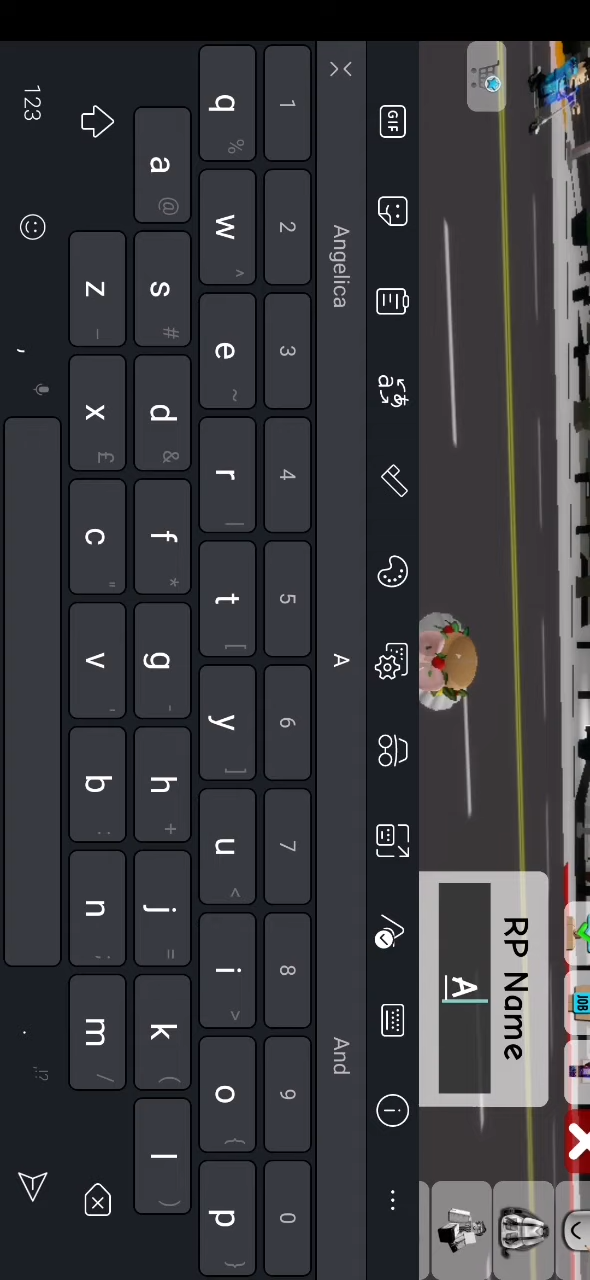 JOB
RP Name
A
GIF
Angelica A And
1 2 3 4 5 6 7 8 9 0
q % w ^ e ~ r | t [ y ] u < i > o { p }
a @ s # d & f * g - h + j = k ( l )
z _ x £ c " v ' b : n ; m /
123 , . ,!?